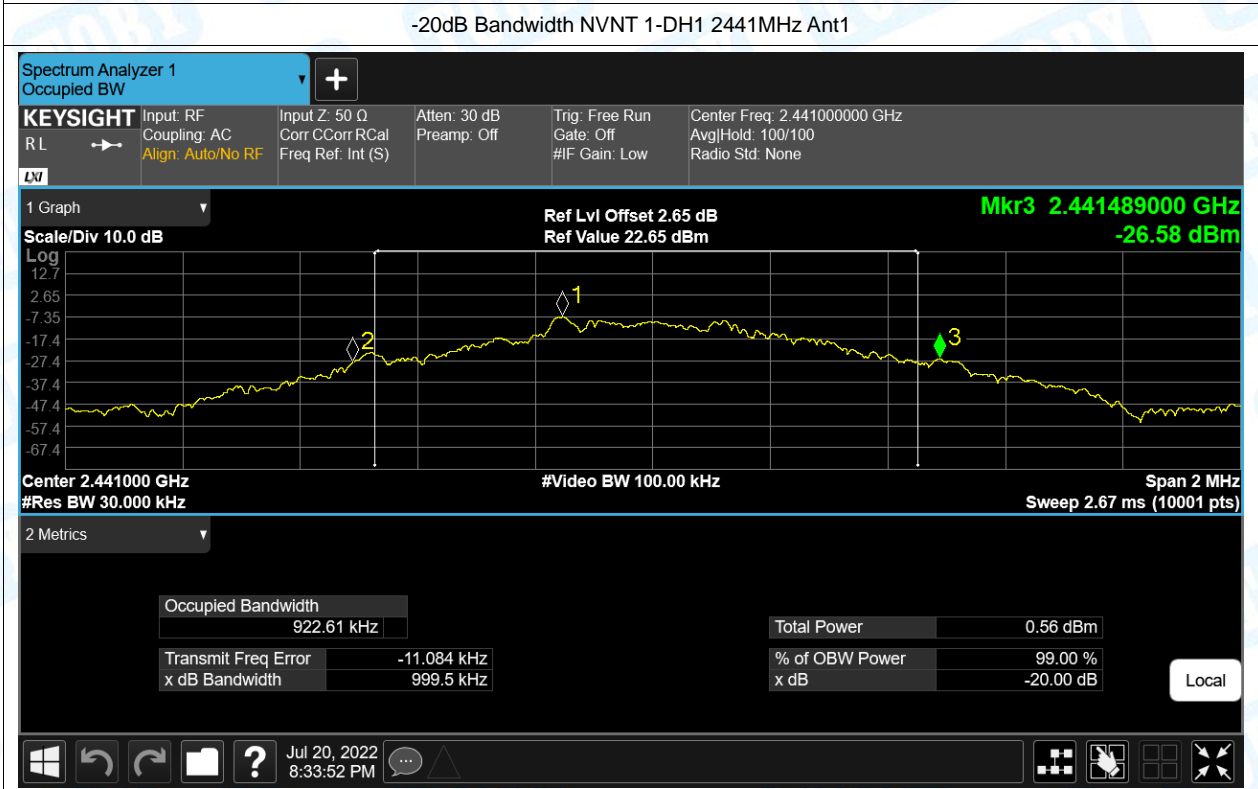 -20dB Bandwidth NVNT 1-DH1 2441MHz Ant1
Spectrum Analyzer 1
Occupied BW
KEYSIGHT
RL
LXI
Input: RF
Coupling: AC
Align: Auto/No RF
Input Z: 50 Ω
Corr CCorr RCal
Freq Ref: Int (S)
Atten: 30 dB
Preamp: Off
Trig: Free Run
Gate: Off
#IF Gain: Low
Center Freq: 2.441000000 GHz
Avg|Hold: 100/100
Radio Std: None
1 Graph
Scale/Div 10.0 dB
Ref Lvl Offset 2.65 dB
Ref Value 22.65 dBm
Mkr3 2.441489000 GHz
-26.58 dBm
Log
12.7
2.65
-7.35
-17.4
-27.4
-37.4
-47.4
-57.4
-67.4
1
2
3
Center 2.441000 GHz
#Res BW 30.000 kHz
#Video BW 100.00 kHz
Span 2 MHz
Sweep 2.67 ms (10001 pts)
2 Metrics
Occupied Bandwidth
922.61 kHz
Transmit Freq Error -11.084 kHz
x dB Bandwidth 999.5 kHz
Total Power 0.56 dBm
% of OBW Power 99.00 %
x dB -20.00 dB
Local
?
Jul 20, 2022
8:33:52 PM